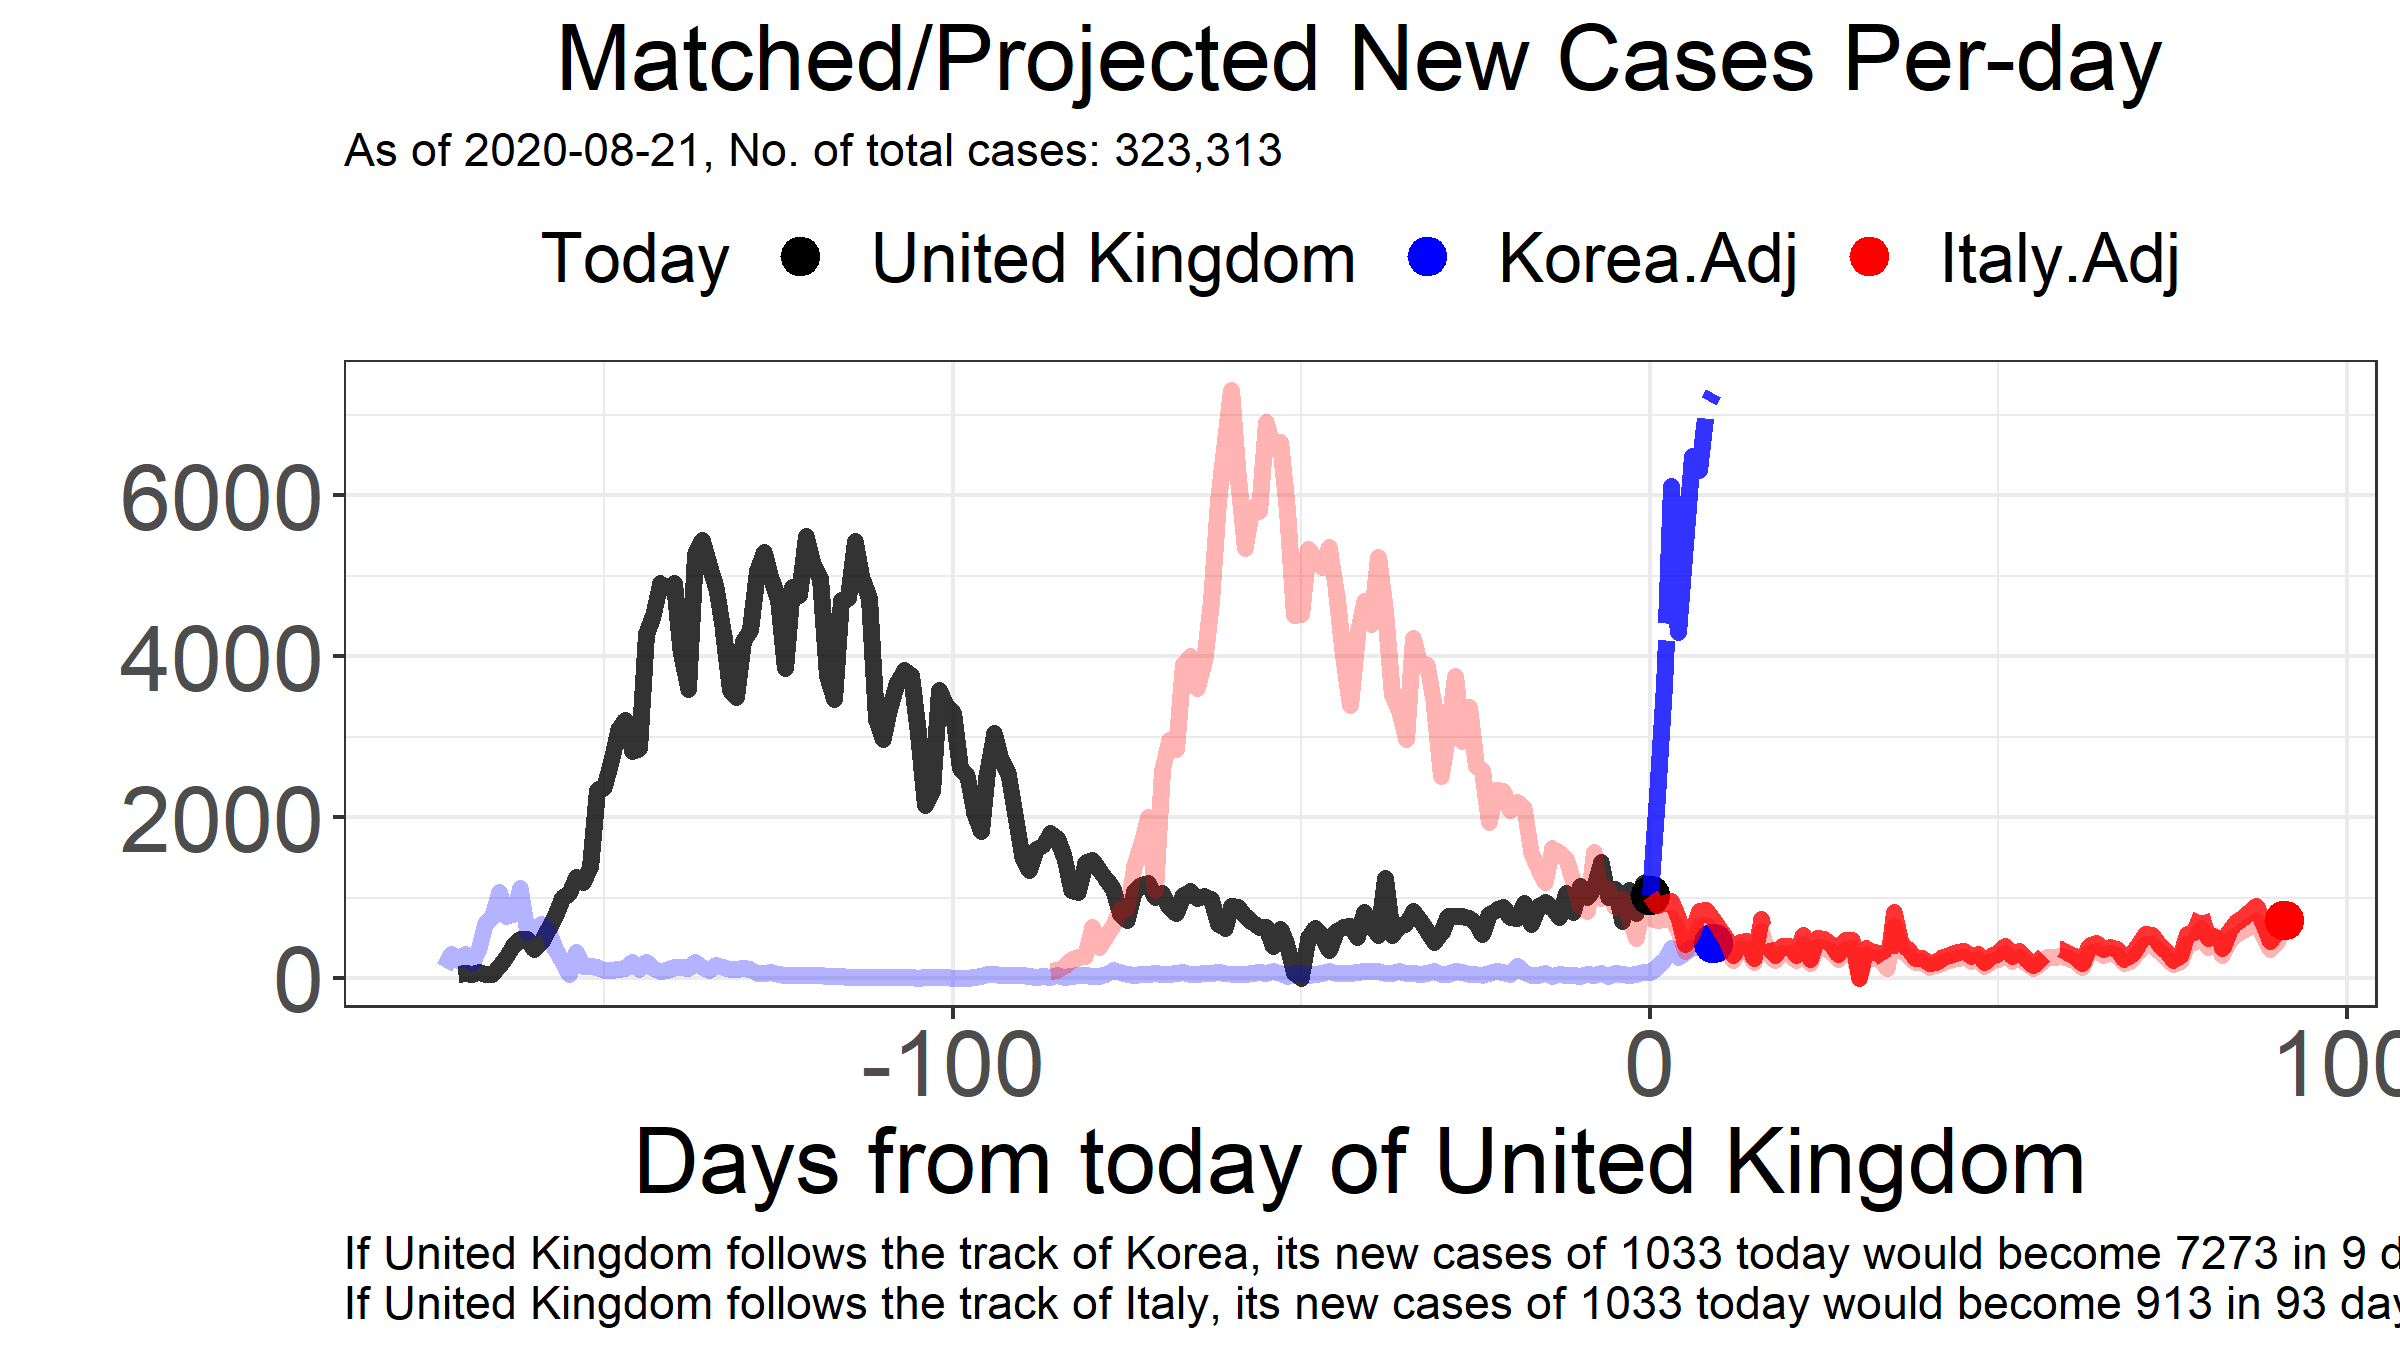 Matched/Projected New Cases Per-day
As of 2020-08-21, No. of total cases: 323,313
Today United Kingdom Korea.Adj Italy.Adj
6000
4000
2000
0
-100 0 100
Days from today of United Kingdom
If United Kingdom follows the track of Korea, its new cases of 1033 today would become 7273 in 9 d
If United Kingdom follows the track of Italy, its new cases of 1033 today would become 913 in 93 day